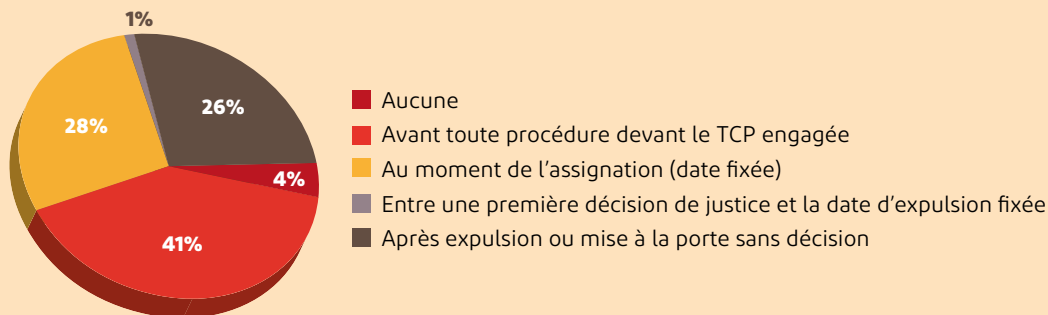 1%
26%
28%
4%
41%
Aucune
Avant toute procédure devant le TCP engagée
Au moment de l’assignation (date fixée)
Entre une première décision de justice et la date d’expulsion fixée
Après expulsion ou mise à la porte sans décision